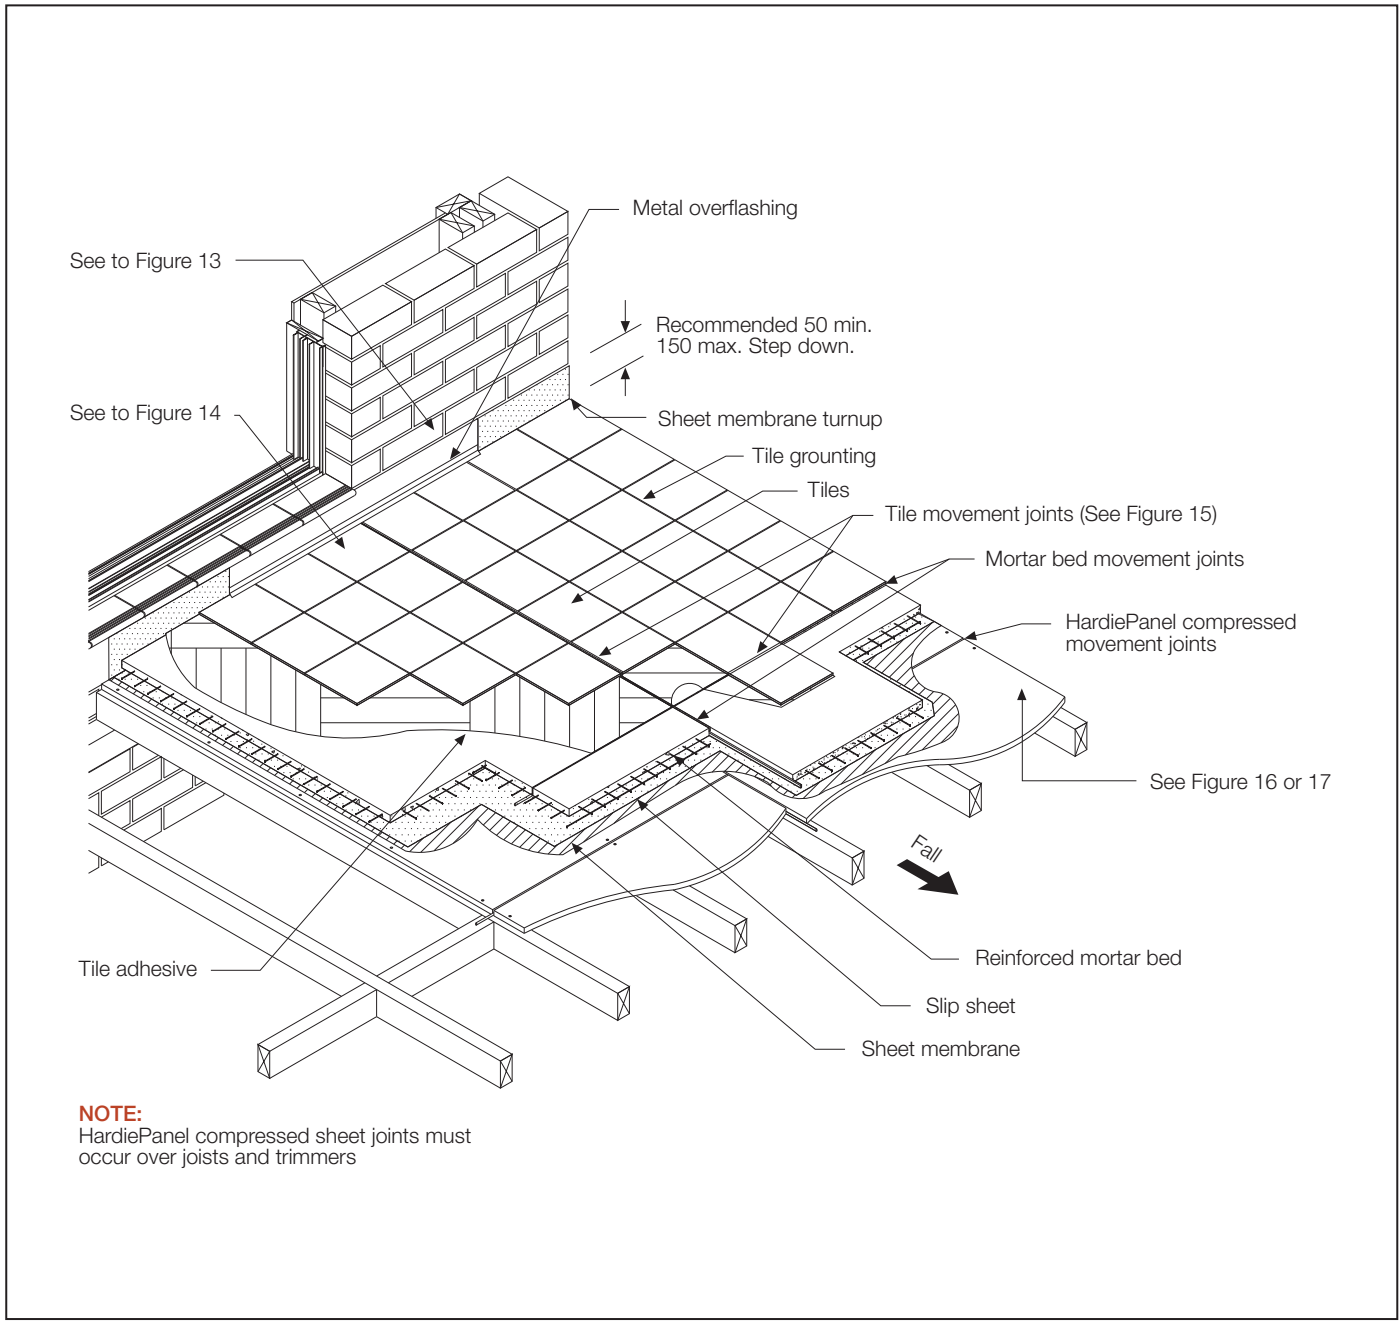 Metal overflashing
See to Figure 13
Recommended 50 min.
150 max. Step down.
See to Figure 14
Sheet membrane turnup
Tile grounting
Tiles
Tile movement joints (See Figure 15)
Mortar bed movement joints
HardiePanel compressed
movement joints
See Figure 16 or 17
Fall
Reinforced mortar bed
Tile adhesive
Slip sheet
Sheet membrane
NOTE:
HardiePanel compressed sheet joints must
occur over joists and trimmers